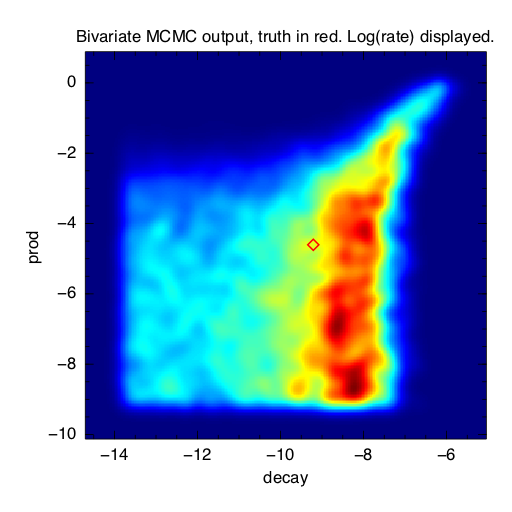 Bivariate MCMC output, truth in red. Log(rate) displayed.
0
−2
−4
−6
−8
−10
prod
−14 −12 −10 −8 −6
decay